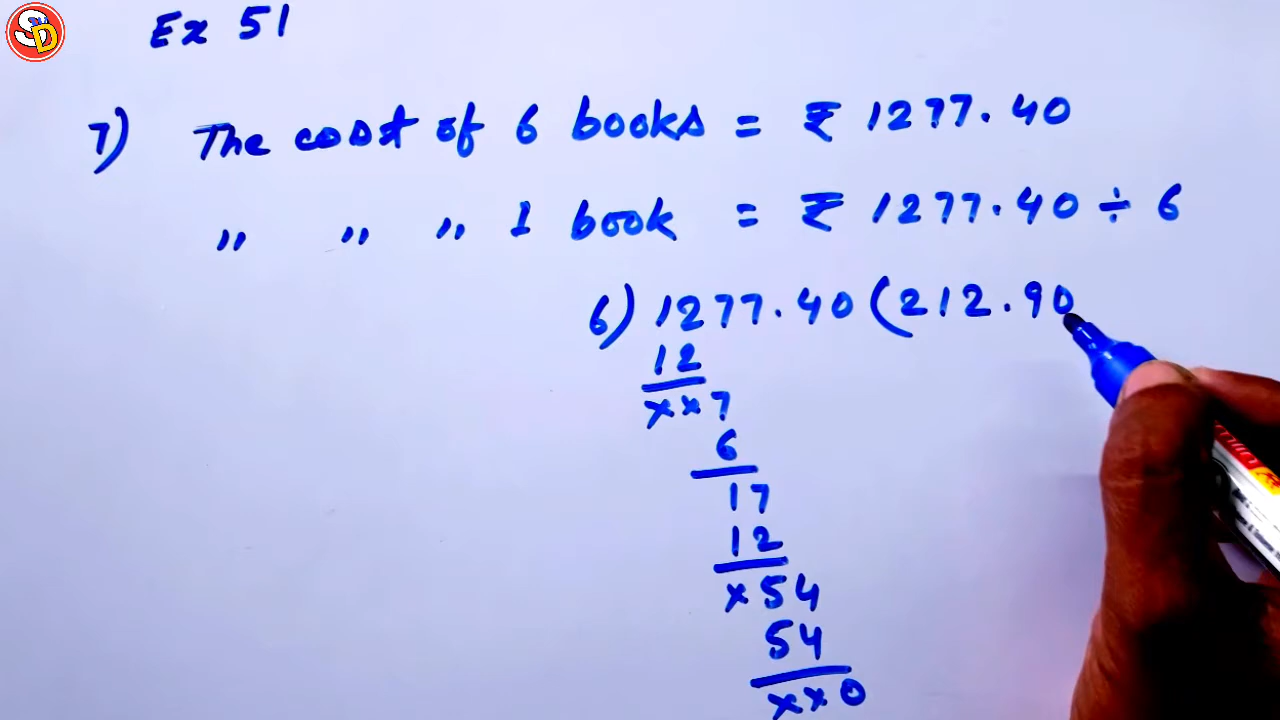 SD
Ex 51
7) The cost of 6 books = ₹ 1277.40
,, ,, ,, 1 book = ₹ 1277.40 ÷ 6
6) 1277.40 (212.90
12
xx7
6
17
12
x54
54
xx0